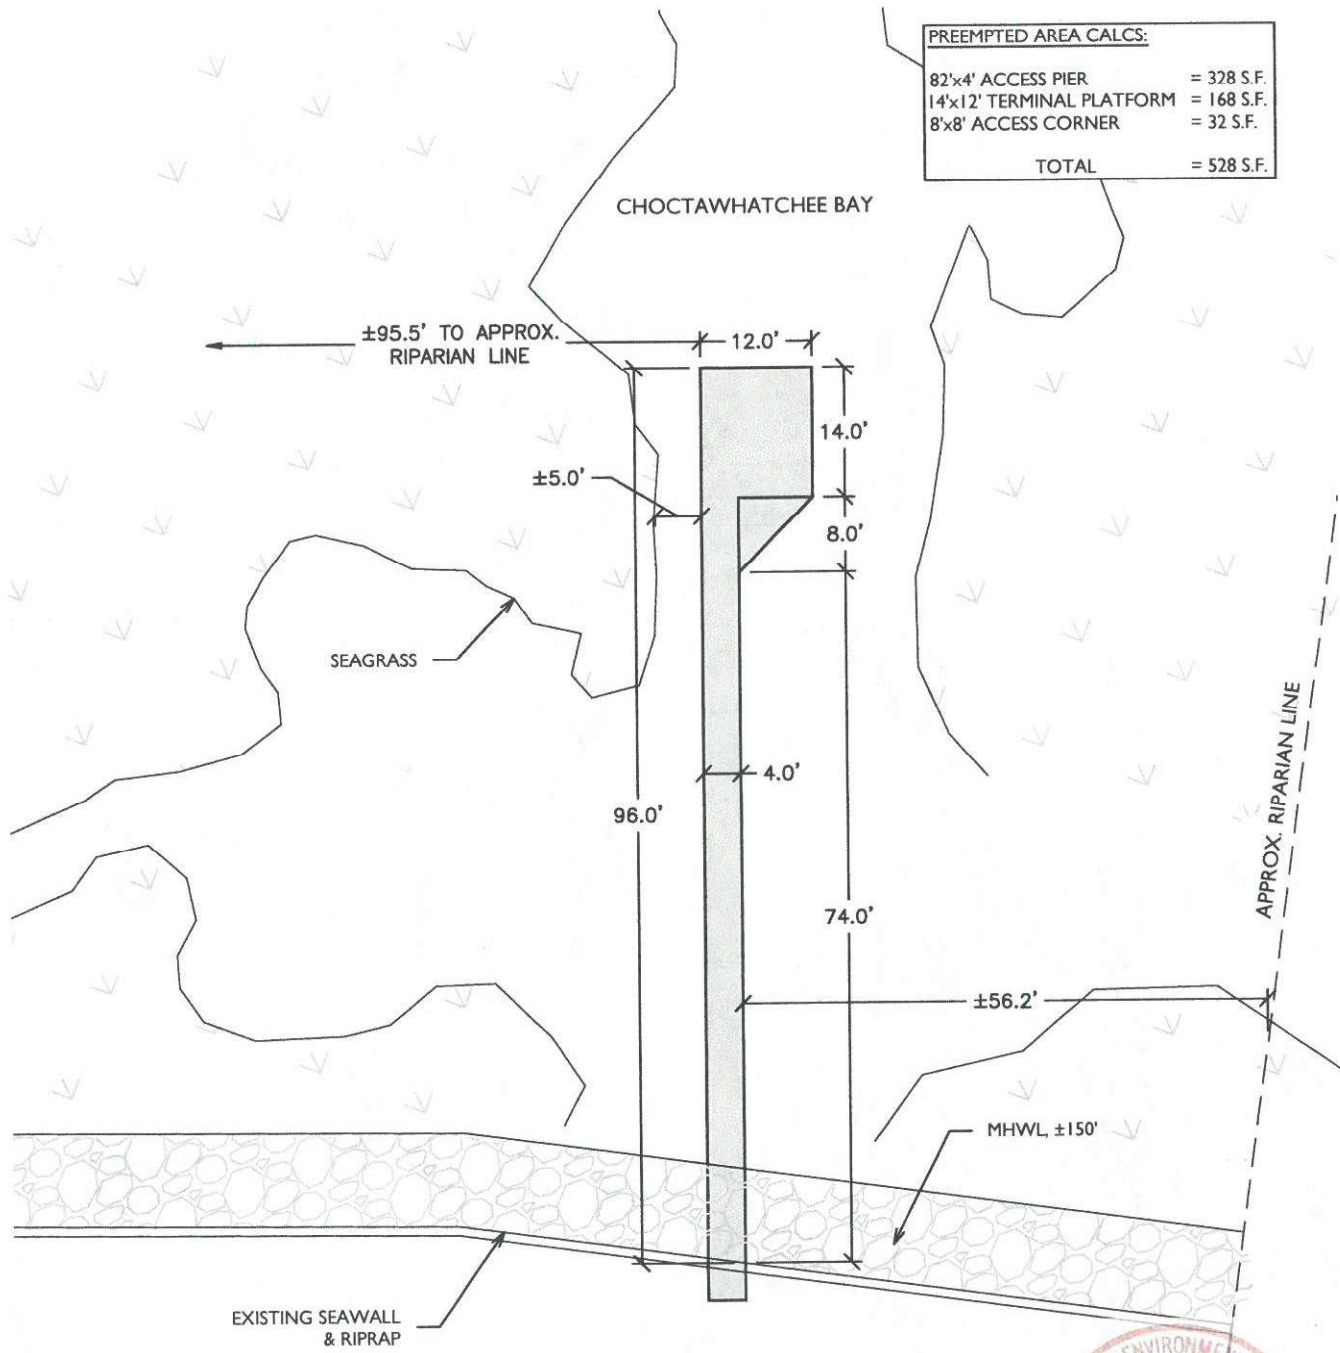 PREEMPTED AREA CALCS:
82'x4' ACCESS PIER = 328 S.F.
14'x12' TERMINAL PLATFORM = 168 S.F.
8'x8' ACCESS CORNER = 32 S.F.
TOTAL = 528 S.F.
CHOCTAWHATCHEE BAY
±95.5' TO APPROX.
RIPARIAN LINE
12.0'
14.0'
±5.0'
8.0'
SEAGRASS
4.0'
96.0'
APPROX. RIPARIAN LINE
74.0'
±56.2'
MHWL, ±150'
EXISTING SEAWALL
& RIPRAP